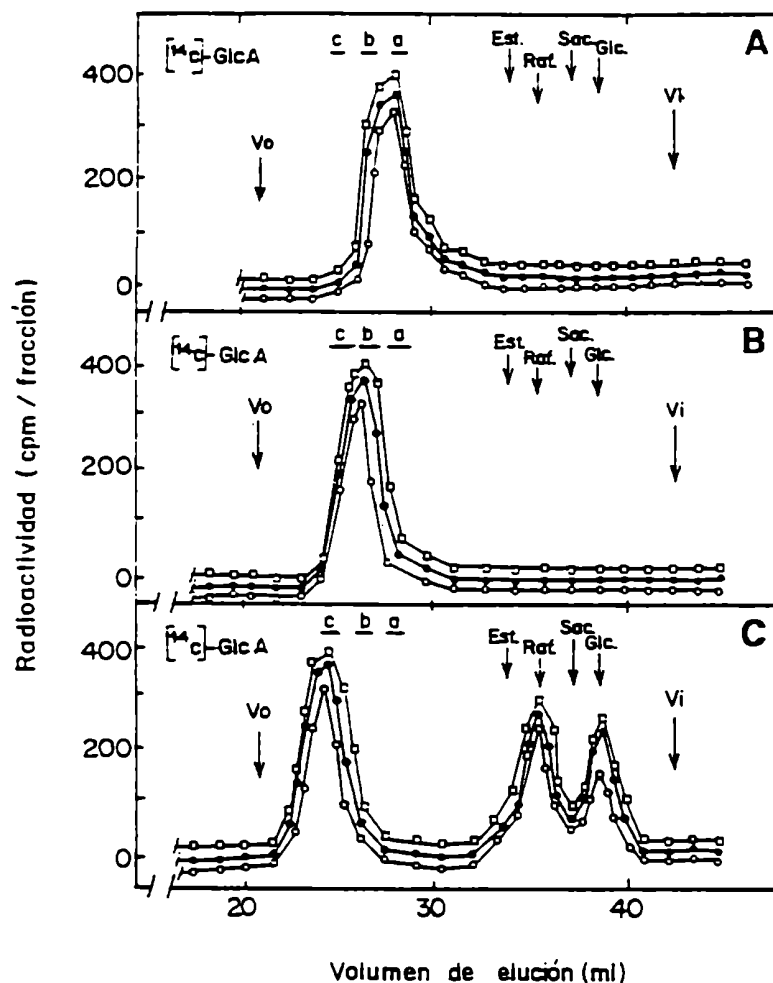 Radioactividad (cpm / fracción)
[¹⁴C]-GlcA
c b a
Est.
Raf.
Sac.
Glc.
A
400
200
0
Vo
Vi
[¹⁴C]-GlcA
c b a
Est.
Raf.
Sac.
Glc.
B
400
200
0
Vo
Vi
[¹⁴C]-GlcA
c b a
Est.
Raf.
Sac.
Glc.
C
400
200
0
Vo
Vi
20 30 40
Volumen de elución (ml)